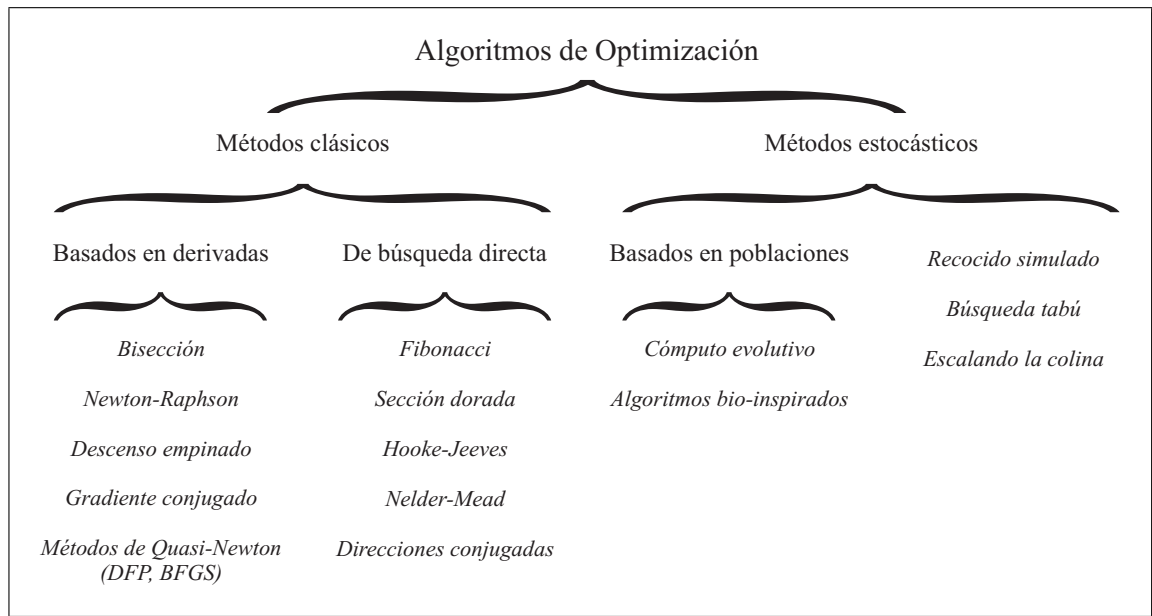 Algoritmos de Optimización
Métodos clásicos
Métodos estocásticos
Basados en derivadas
De búsqueda directa
Basados en poblaciones
Recocido simulado
Búsqueda tabú
Escalando la colina
Bisección
Newton-Raphson
Descenso empinado
Gradiente conjugado
Métodos de Quasi-Newton
(DFP, BFGS)
Fibonacci
Sección dorada
Hooke-Jeeves
Nelder-Mead
Direcciones conjugadas
Cómputo evolutivo
Algoritmos bio-inspirados